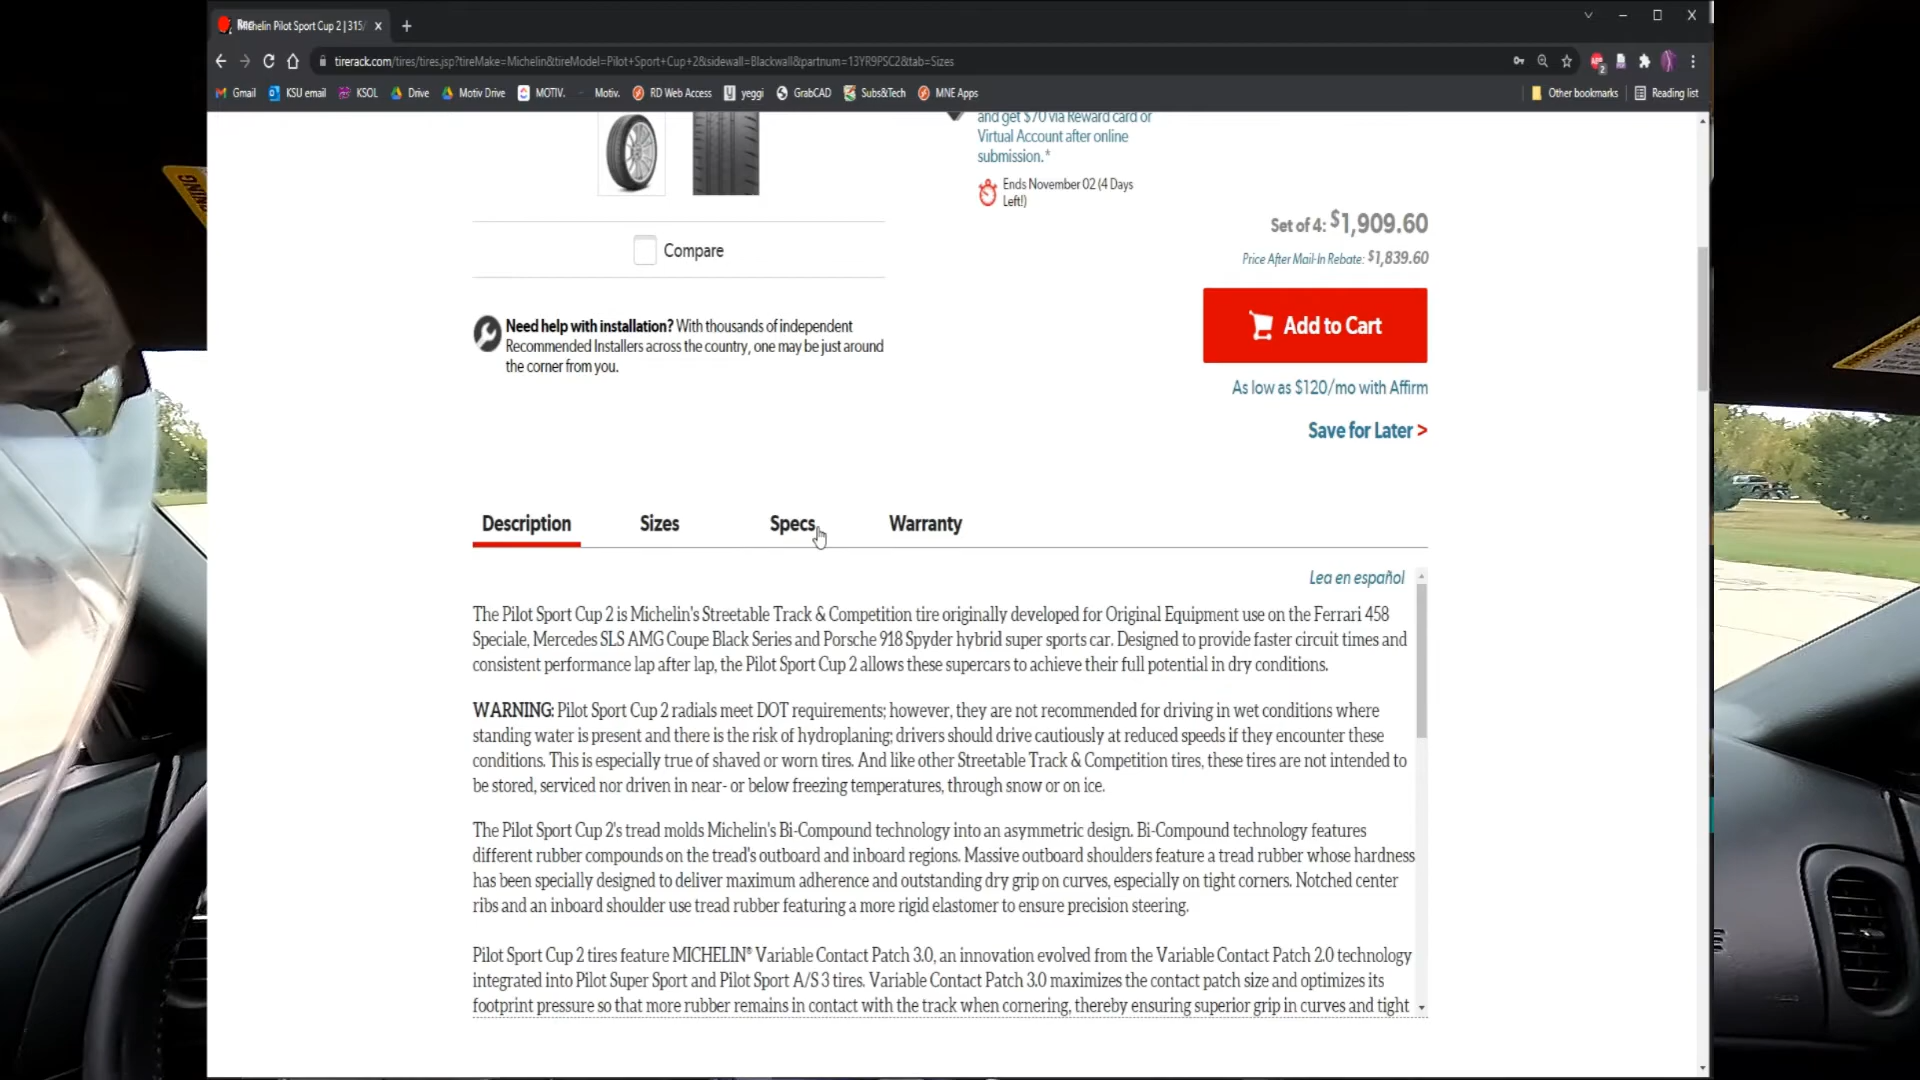 Michelin Pilot Sport Cup 2 | 315/
tirerack.com/tires/tires.jsp?tireMake=Michelin&tireModel=Pilot+Sport+Cup+2&sidewall=Blackwall&partnum=13YR9PSC2&tab=Sizes
Gmail KSU email KSOL Drive Motiv Drive MOTIV. Motiv. RD Web Access yeggi GrabCAD Subs&Tech MNE Apps Other bookmarks Reading list
and get $70 via Reward card or
Virtual Account after online
submission.*
Ends November 02 (4 Days
Left!)
Set of 4: $1,909.60
Price After Mail-In Rebate: $1,839.60
Compare
Add to Cart
Need help with installation? With thousands of independent
Recommended Installers across the country, one may be just around
the corner from you.
As low as $120/mo with Affirm
Save for Later >
Description Sizes Specs Warranty
Lea en español
The Pilot Sport Cup 2 is Michelin's Streetable Track & Competition tire originally developed for Original Equipment use on the Ferrari 458
Speciale, Mercedes SLS AMG Coupe Black Series and Porsche 918 Spyder hybrid super sports car. Designed to provide faster circuit times and
consistent performance lap after lap, the Pilot Sport Cup 2 allows these supercars to achieve their full potential in dry conditions.
WARNING: Pilot Sport Cup 2 radials meet DOT requirements; however, they are not recommended for driving in wet conditions where
standing water is present and there is the risk of hydroplaning; drivers should drive cautiously at reduced speeds if they encounter these
conditions. This is especially true of shaved or worn tires. And like other Streetable Track & Competition tires, these tires are not intended to
be stored, serviced nor driven in near- or below freezing temperatures, through snow or on ice.
The Pilot Sport Cup 2's tread molds Michelin's Bi-Compound technology into an asymmetric design. Bi-Compound technology features
different rubber compounds on the tread's outboard and inboard regions. Massive outboard shoulders feature a tread rubber whose hardness
has been specially designed to deliver maximum adherence and outstanding dry grip on curves, especially on tight corners. Notched center
ribs and an inboard shoulder use tread rubber featuring a more rigid elastomer to ensure precision steering.
Pilot Sport Cup 2 tires feature MICHELIN® Variable Contact Patch 3.0, an innovation evolved from the Variable Contact Patch 2.0 technology
integrated into Pilot Super Sport and Pilot Sport A/S 3 tires. Variable Contact Patch 3.0 maximizes the contact patch size and optimizes its
footprint pressure so that more rubber remains in contact with the track when cornering, thereby ensuring superior grip in curves and tight